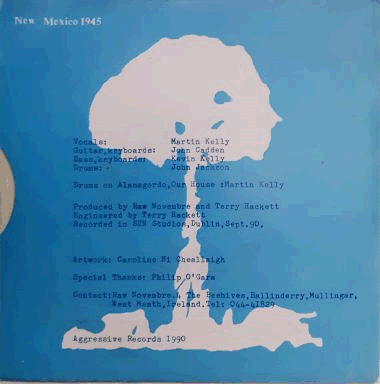 New Mexico 1945
Vocals: Martin Kelly
Guitar,keyboards: John Cadden
Bass,keyboards: Kevin Kelly
Drums: John Jackson
Drums on Alamagordo,Our House :Martin Kelly
Produced by Raw Novembre and Terry Hackett
Engineered by Terry Hackett
Recorded in SUN Studios,Dublin,Sept.90,
Artwork: Caroline Ni Cheallaigh
Special Thanks: Philip O'Gara
Contact:Raw Novembre,4 The Beehives,Ballinderry,Mullingar,
West Meath,Ireland.Tel: 044-41829
Aggressive Records 1990